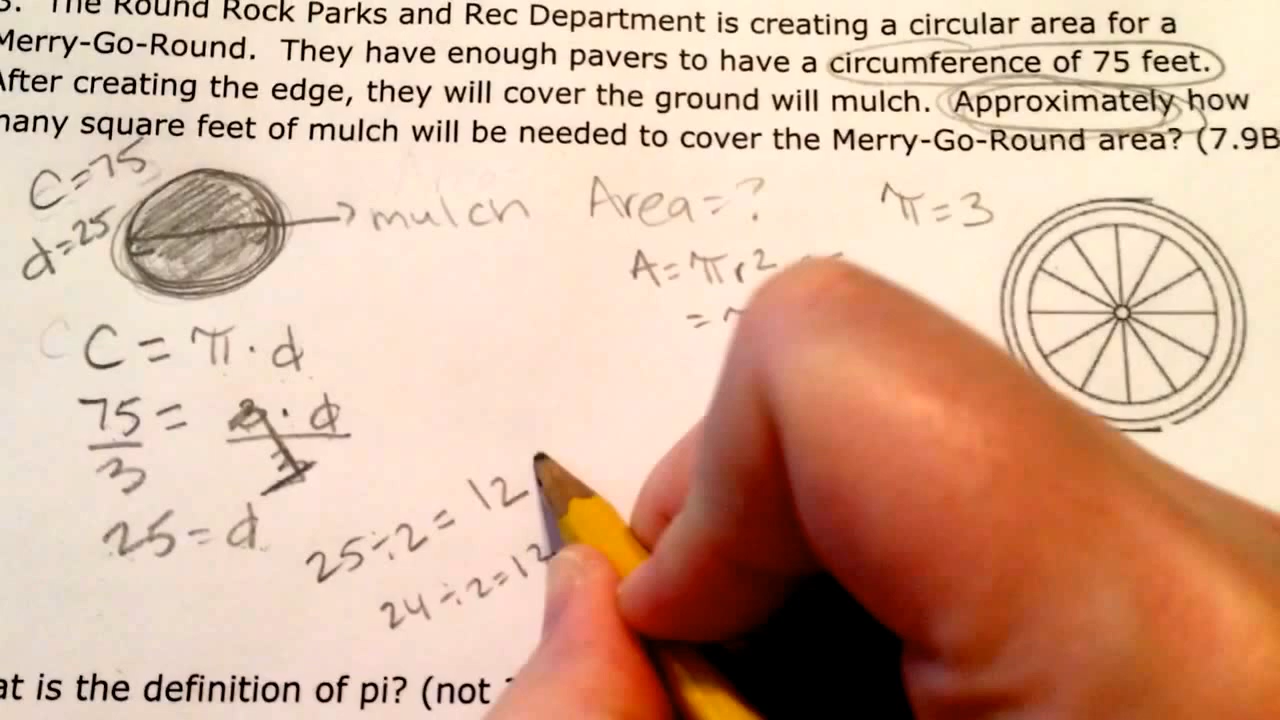 The Round Rock Parks and Rec Department is creating a circular area for a
Merry-Go-Round. They have enough pavers to have a circumference of 75 feet.
After creating the edge, they will cover the ground will mulch. Approximately how
many square feet of mulch will be needed to cover the Merry-Go-Round area? (7.9B
C=75
d=25
mulch
Area=?
π=3
A=πr²
=
C = π·d
75/3 = 3·d/3
25=d
25÷2=12
24÷2=12
at is the definition of pi? (not